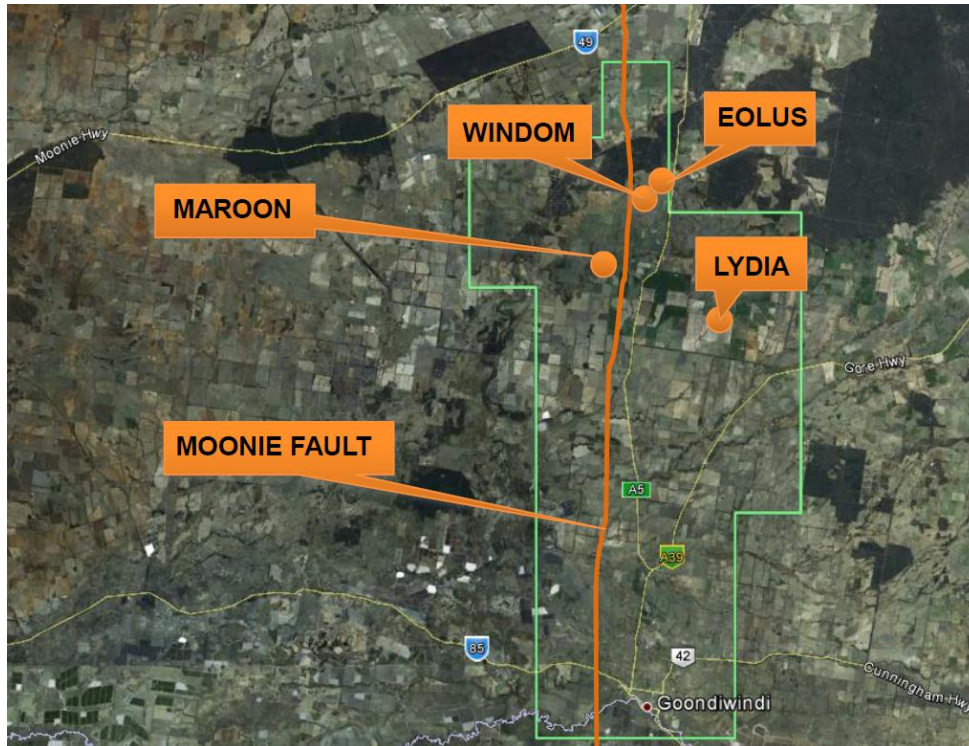 49
EOLUS
WINDOM
Moonie Hwy
MAROON
LYDIA
Gore Hwy
MOONIE FAULT
A5
A39
85
42
Cunningham Hwy
Goondiwindi